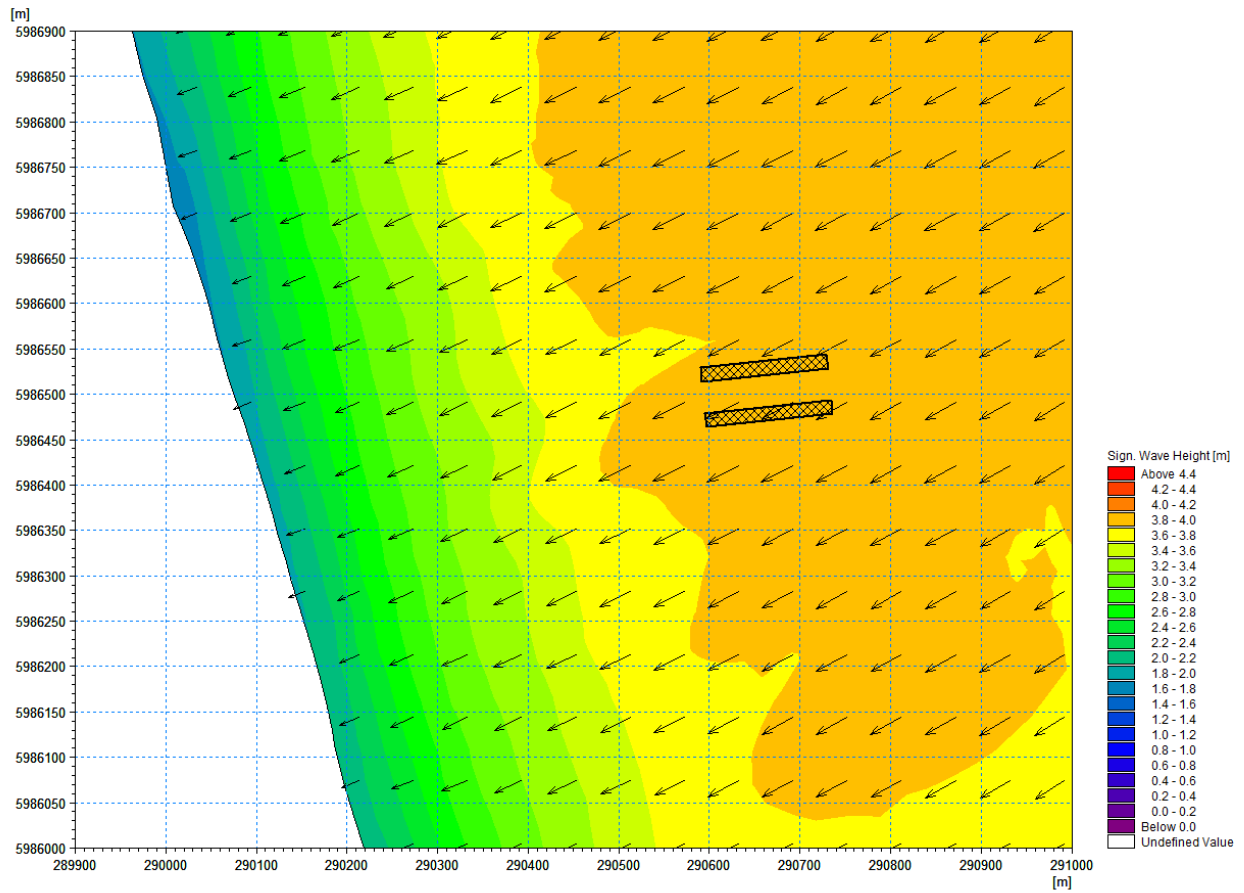 [m]
5986900
5986850
5986800
5986750
5986700
5986650
5986600
5986550
5986500
5986450
5986400
5986350
5986300
5986250
5986200
5986150
5986100
5986050
5986000
289900 290000 290100 290200 290300 290400 290500 290600 290700 290800 290900 291000
[m]
Sign. Wave Height [m]
Above 4.4
4.2 - 4.4
4.0 - 4.2
3.8 - 4.0
3.6 - 3.8
3.4 - 3.6
3.2 - 3.4
3.0 - 3.2
2.8 - 3.0
2.6 - 2.8
2.4 - 2.6
2.2 - 2.4
2.0 - 2.2
1.8 - 2.0
1.6 - 1.8
1.4 - 1.6
1.2 - 1.4
1.0 - 1.2
0.8 - 1.0
0.6 - 0.8
0.4 - 0.6
0.2 - 0.4
0.0 - 0.2
Below 0.0
Undefined Value